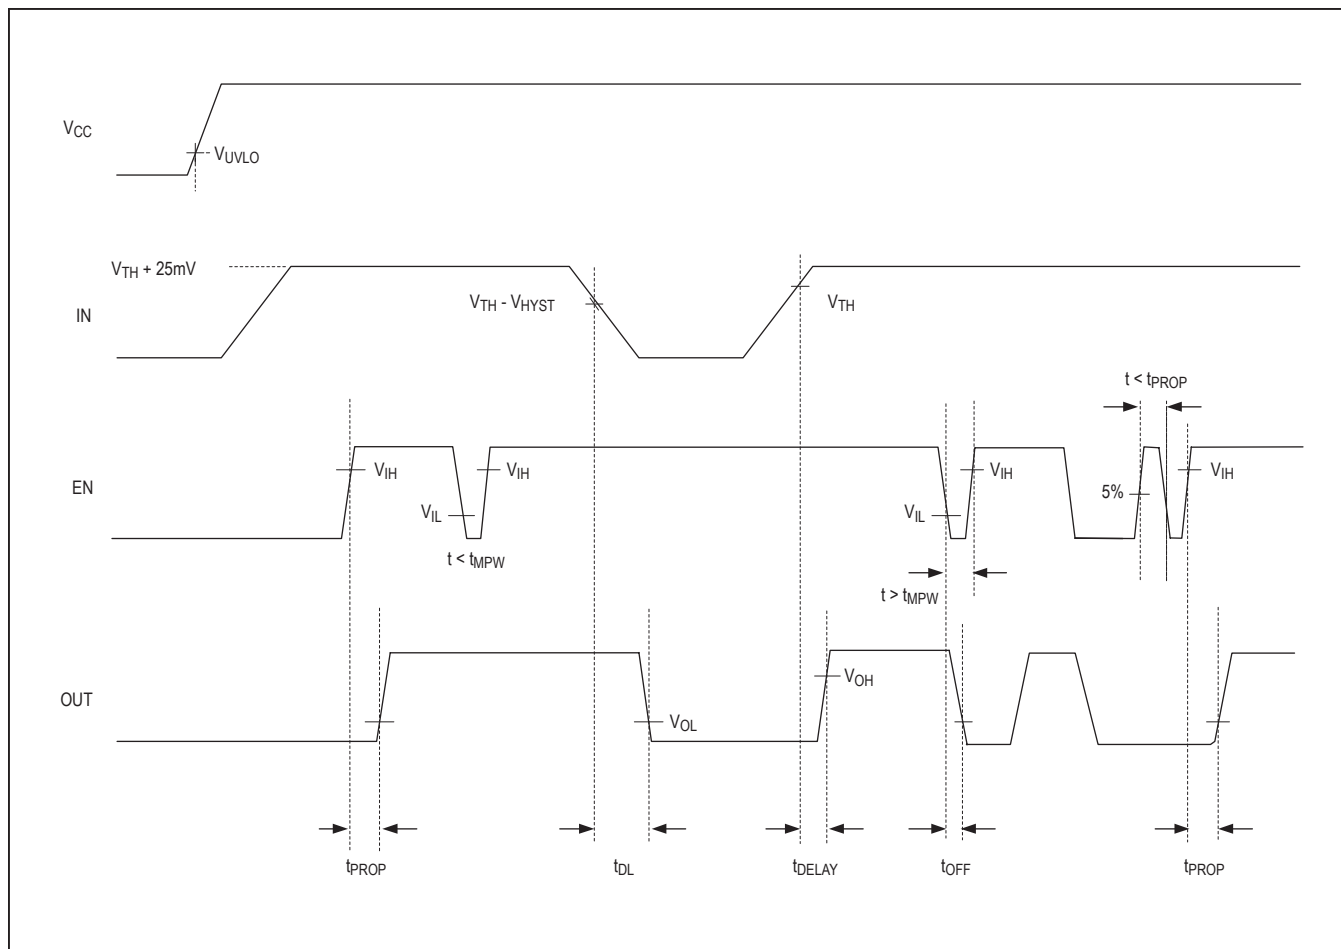 VCC
VUVLO
VTH + 25mV
VTH - VHYST
VTH
IN
t < tPROP
VIH
VIH
VIH
VIH
EN
5%
VIL
VIL
t < tMPW
t > tMPW
VOH
OUT
VOL
tPROP
tDL
tDELAY
tOFF
tPROP